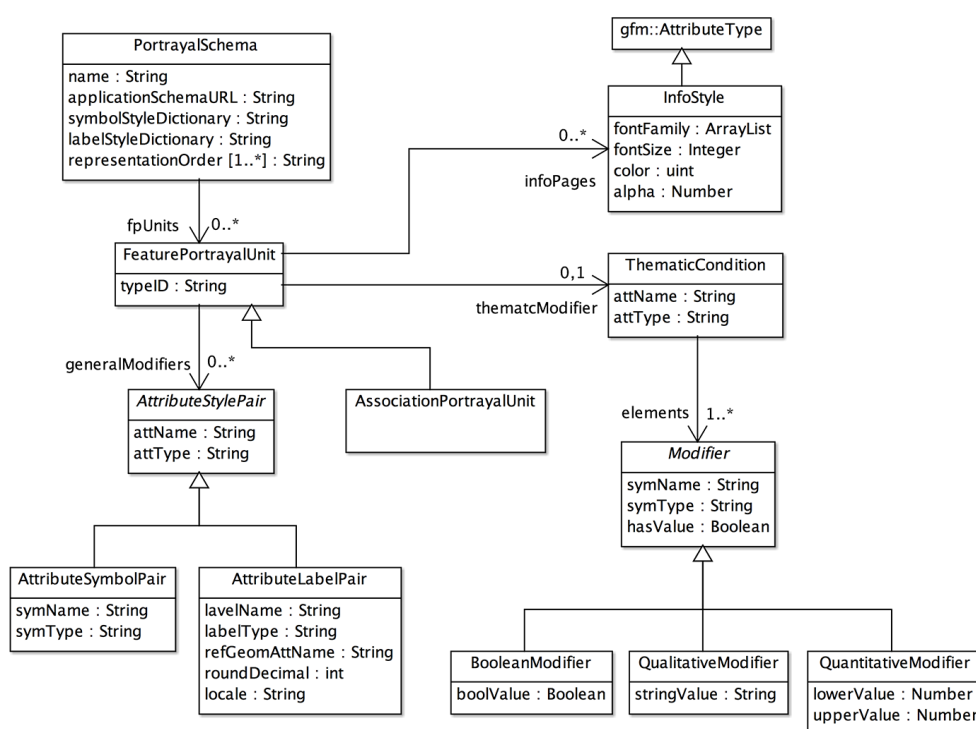 PortrayalSchema
name : String
applicationSchemaURL : String
symbolStyleDictionary : String
labelStyleDictionary : String
representationOrder [1..*] : String
gfm::AttributeType
InfoStyle
fontFamily : ArrayList
fontSize : Integer
color : uint
alpha : Number
0..*
infoPages
fpUnits
0..*
FeaturePortrayalUnit
typeID : String
0,1
thematcModifier
ThematicCondition
attName : String
attType : String
generalModifiers
0..*
AttributeStylePair
attName : String
attType : String
AssociationPortrayalUnit
elements
1..*
Modifier
symName : String
symType : String
hasValue : Boolean
AttributeSymbolPair
symName : String
symType : String
AttributeLabelPair
lavelName : String
labelType : String
refGeomAttName : String
roundDecimal : int
locale : String
BooleanModifier
boolValue : Boolean
QualitativeModifier
stringValue : String
QuantitativeModifier
lowerValue : Number
upperValue : Number